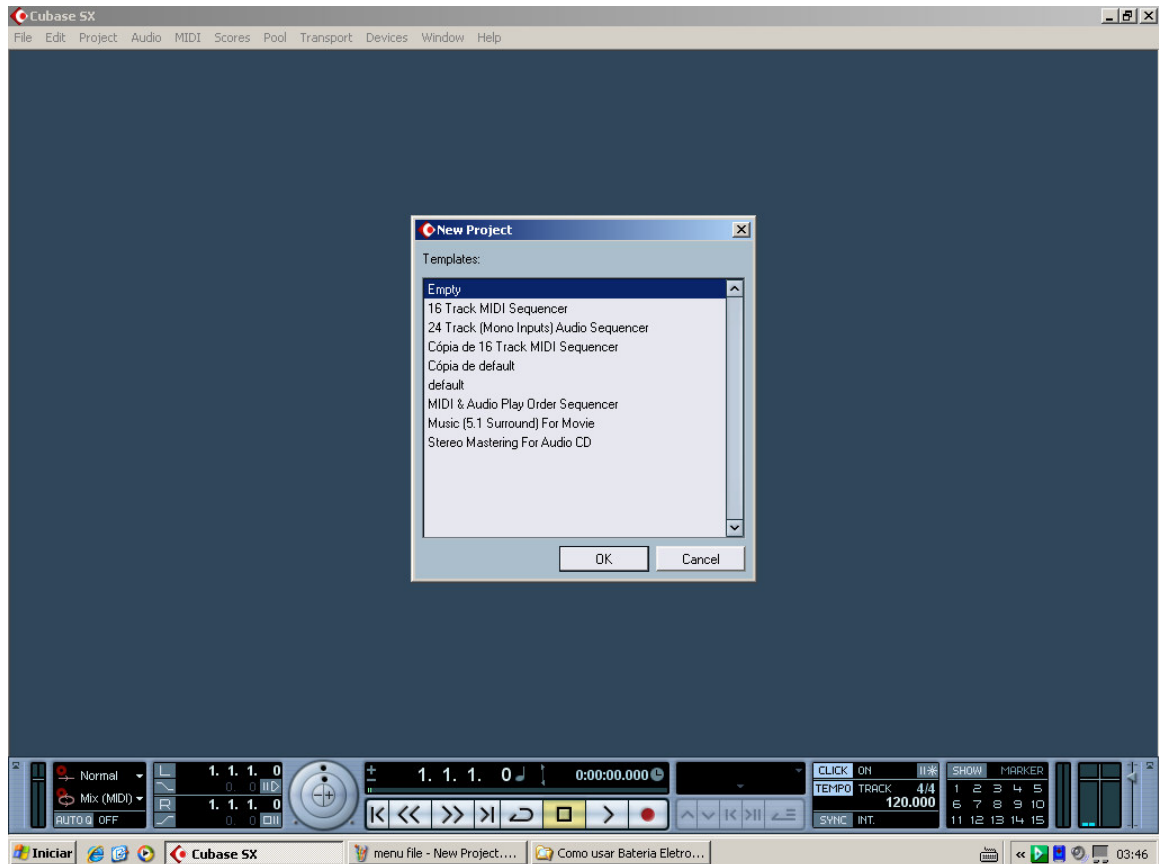 Cubase SX
File Edit Project Audio MIDI Scores Pool Transport Devices Window Help
New Project
Templates:
Empty
16 Track MIDI Sequencer
24 Track (Mono Inputs) Audio Sequencer
Cópia de 16 Track MIDI Sequencer
Cópia de default
default
MIDI & Audio Play Order Sequencer
Music (5.1 Surround) For Movie
Stereo Mastering For Audio CD
OK Cancel
Normal
Mix (MIDI)
AUTO Q OFF
L 1. 1. 1. 0
0. 0
R 1. 1. 1. 0
0. 0
1. 1. 1. 0 0:00:00.000
CLICK ON
TEMPO TRACK 4/4
120.000
SYNC INT.
SHOW MARKER
1 2 3 4 5
6 7 8 9 10
11 12 13 14 15
Iniciar Cubase SX menu file - New Project.... Como usar Bateria Eletro... 03:46